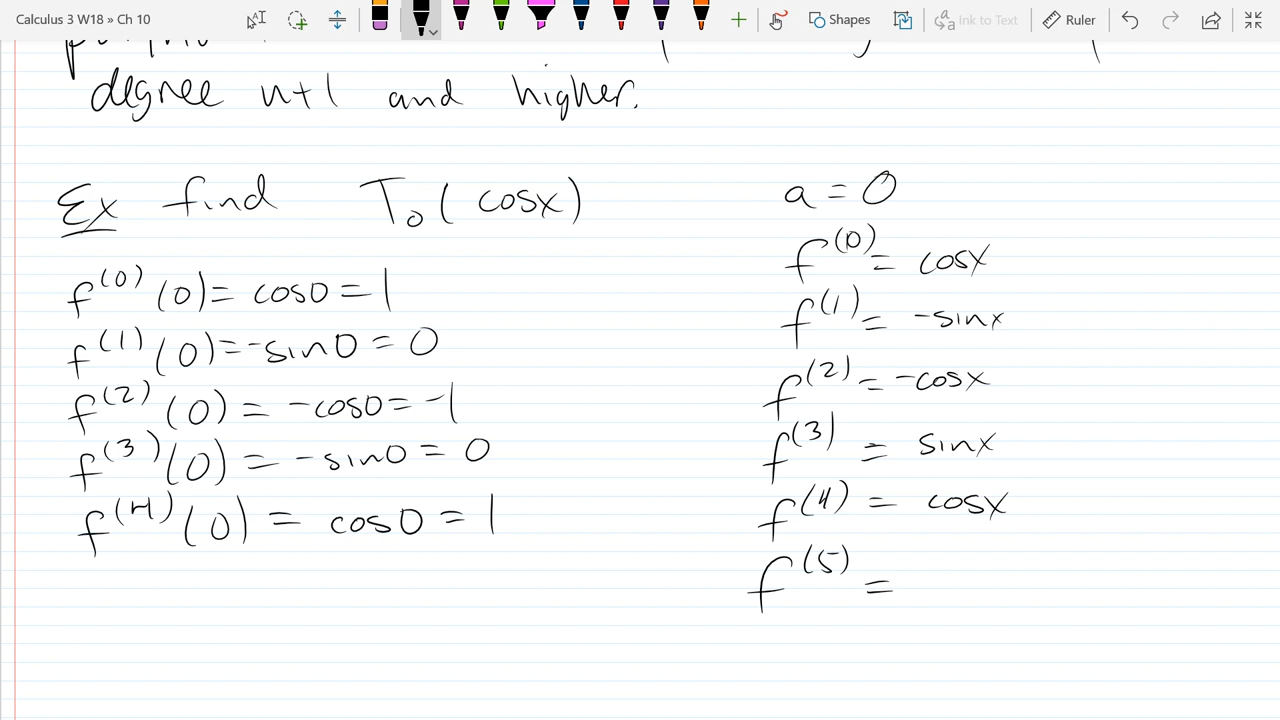 Calculus 3 W18 » Ch 10
Shapes
Ink to Text
Ruler
degree n+1 and higher.
Ex find T₀(cosx)
a = 0
f⁽⁰⁾(0) = cos0 = 1
f⁽¹⁾(0) = -sin0 = 0
f⁽²⁾(0) = -cos0 = -1
f⁽³⁾(0) = -sin0 = 0
f⁽⁴⁾(0) = cos0 = 1
f⁽⁰⁾ = cosx
f⁽¹⁾ = -sinx
f⁽²⁾ = -cosx
f⁽³⁾ = sinx
f⁽⁴⁾ = cosx
f⁽⁵⁾ =